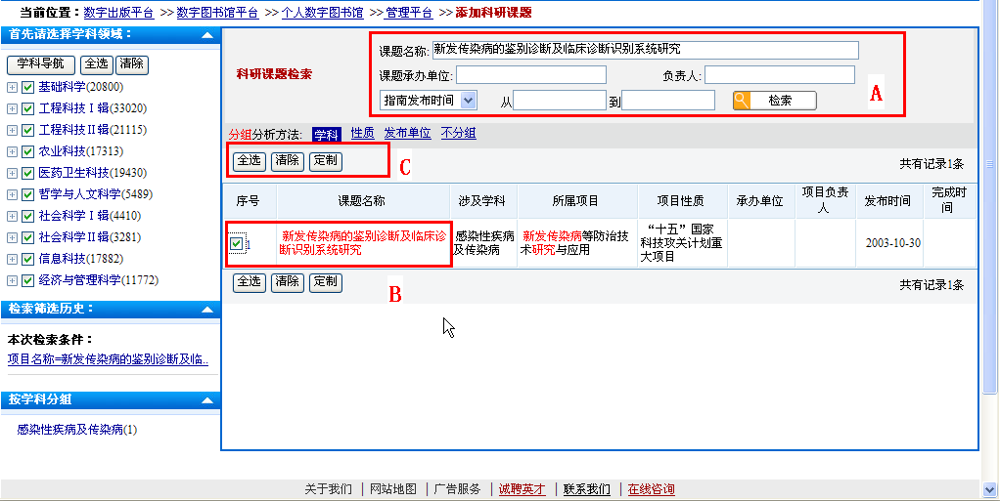 当前位置：数字出版平台 >> 数字图书馆平台 >> 个人数字图书馆 >> 管理平台 >> 添加科研课题
首先请选择学科领域：
学科导航 全选 清除
基础科学(20800)
工程科技Ⅰ辑(33020)
工程科技Ⅱ辑(21115)
农业科技(17313)
医药卫生科技(19430)
哲学与人文科学(5489)
社会科学Ⅰ辑(4410)
社会科学Ⅱ辑(3281)
信息科技(17882)
经济与管理科学(11772)
检索筛选历史：
本次检索条件：
项目名称=新发传染病的鉴别诊断及临..
按学科分组
感染性疾病及传染病(1)
科研课题检索
课题名称: 新发传染病的鉴别诊断及临床诊断识别系统研究
课题承办单位: 负责人:
指南发布时间 从 到 检索
A
分组分析方法: 学科 性质 发布单位 不分组
全选 清除 定制 C 共有记录1条
序号 课题名称 涉及学科 所属项目 项目性质 承办单位 项目负责人 发布时间 完成时间
1 新发传染病的鉴别诊断及临床诊
断识别系统研究
感染性疾病
及传染病
新发传染病等防治技
术研究与应用
“十五”国家
科技攻关计划重
大项目
2003-10-30
全选 清除 定制 B 共有记录1条
关于我们 | 网站地图 | 广告服务 | 诚聘英才 | 联系我们 | 在线咨询